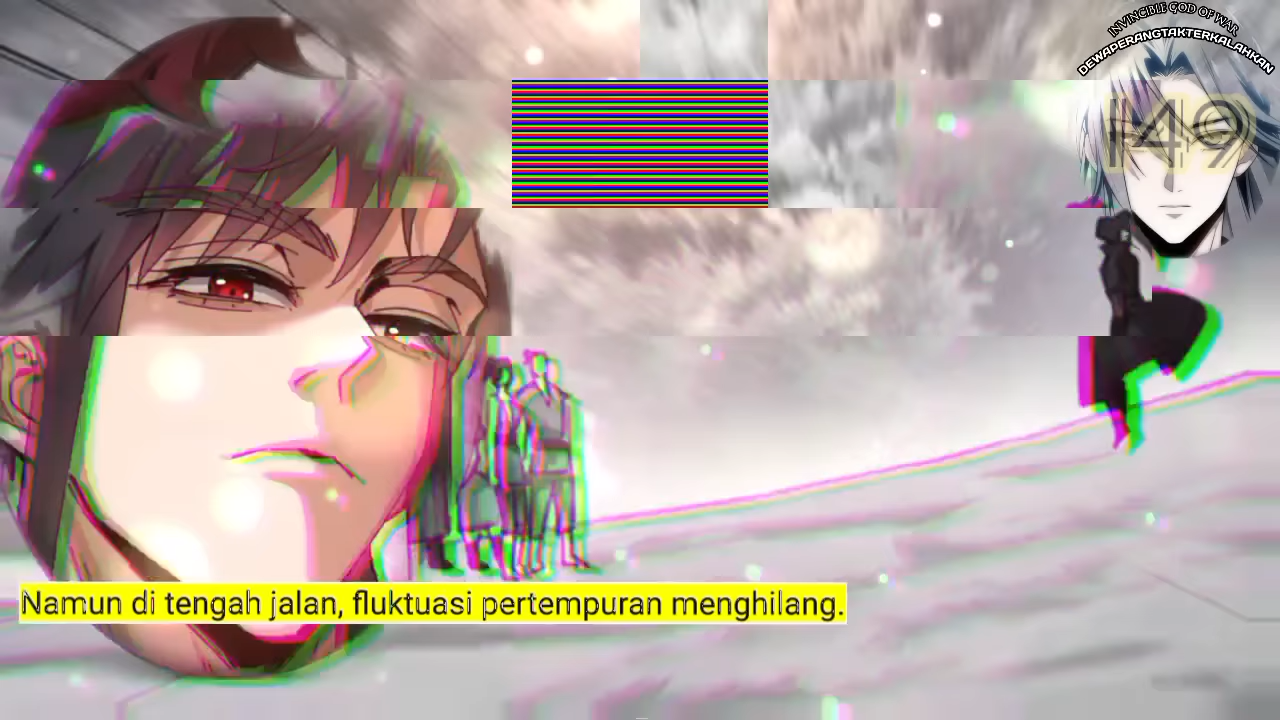 INVINCIBLE GOD OF WAR
DEWAPERANGTAKTERKALAHKAN
149
Namun di tengah jalan, fluktuasi pertempuran menghilang.